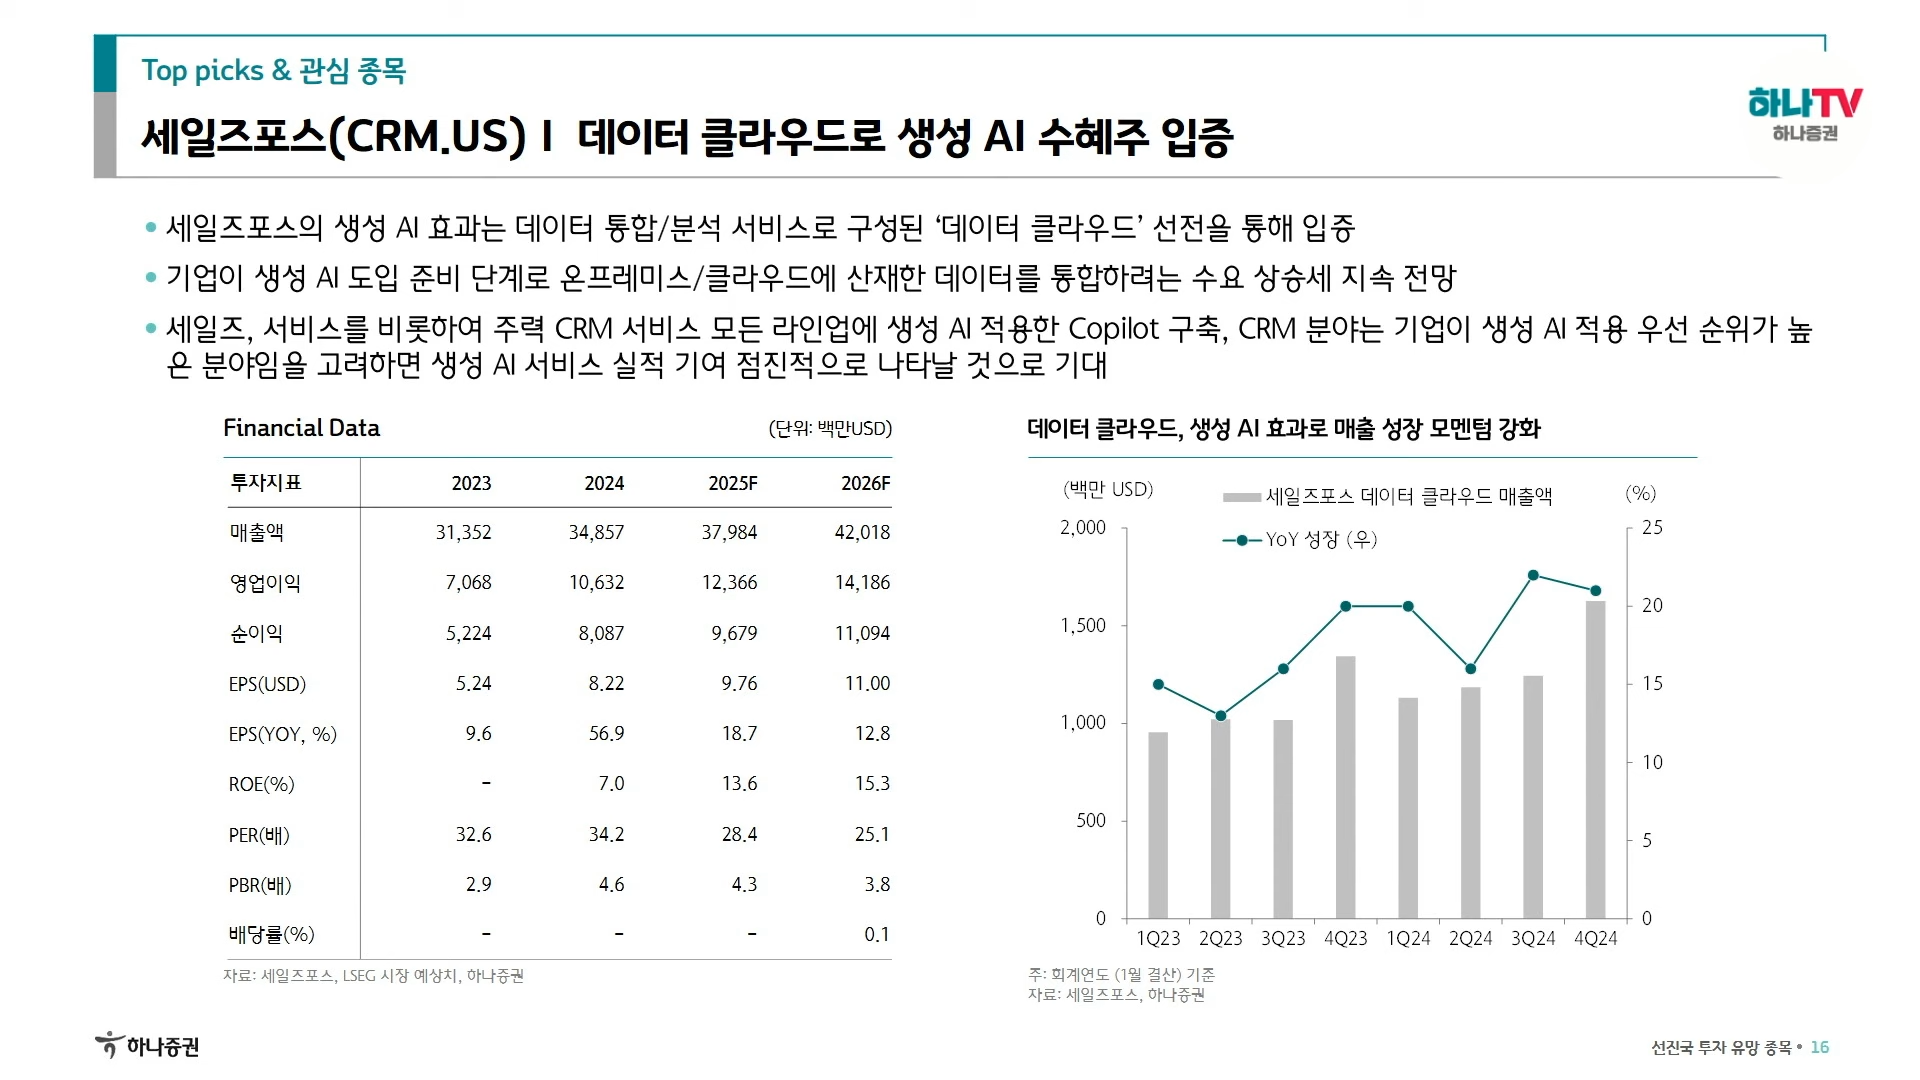 Top picks & 관심 종목
하나TV
하나증권
세일즈포스(CRM.US) I 데이터 클라우드로 생성 AI 수혜주 입증
• 세일즈포스의 생성 AI 효과는 데이터 통합/분석 서비스로 구성된 ‘데이터 클라우드’ 선전을 통해 입증
• 기업이 생성 AI 도입 준비 단계로 온프레미스/클라우드에 산재한 데이터를 통합하려는 수요 상승세 지속 전망
• 세일즈, 서비스를 비롯하여 주력 CRM 서비스 모든 라인업에 생성 AI 적용한 Copilot 구축, CRM 분야는 기업이 생성 AI 적용 우선 순위가 높
은 분야임을 고려하면 생성 AI 서비스 실적 기여 점진적으로 나타날 것으로 기대
Financial Data (단위: 백만USD)
투자지표 2023 2024 2025F 2026F
매출액 31,352 34,857 37,984 42,018
영업이익 7,068 10,632 12,366 14,186
순이익 5,224 8,087 9,679 11,094
EPS(USD) 5.24 8.22 9.76 11.00
EPS(YOY, %) 9.6 56.9 18.7 12.8
ROE(%) - 7.0 13.6 15.3
PER(배) 32.6 34.2 28.4 25.1
PBR(배) 2.9 4.6 4.3 3.8
배당률(%) - - - 0.1
자료: 세일즈포스, LSEG 시장 예상치, 하나증권
데이터 클라우드, 생성 AI 효과로 매출 성장 모멘텀 강화
(백만 USD) 세일즈포스 데이터 클라우드 매출액 (%)
YoY 성장 (우)
2,000 25
20
1,500
15
1,000
10
500
5
0 0
1Q23 2Q23 3Q23 4Q23 1Q24 2Q24 3Q24 4Q24
주: 회계연도 (1월 결산) 기준
자료: 세일즈포스, 하나증권
하나증권
선진국 투자 유망 종목 • 16